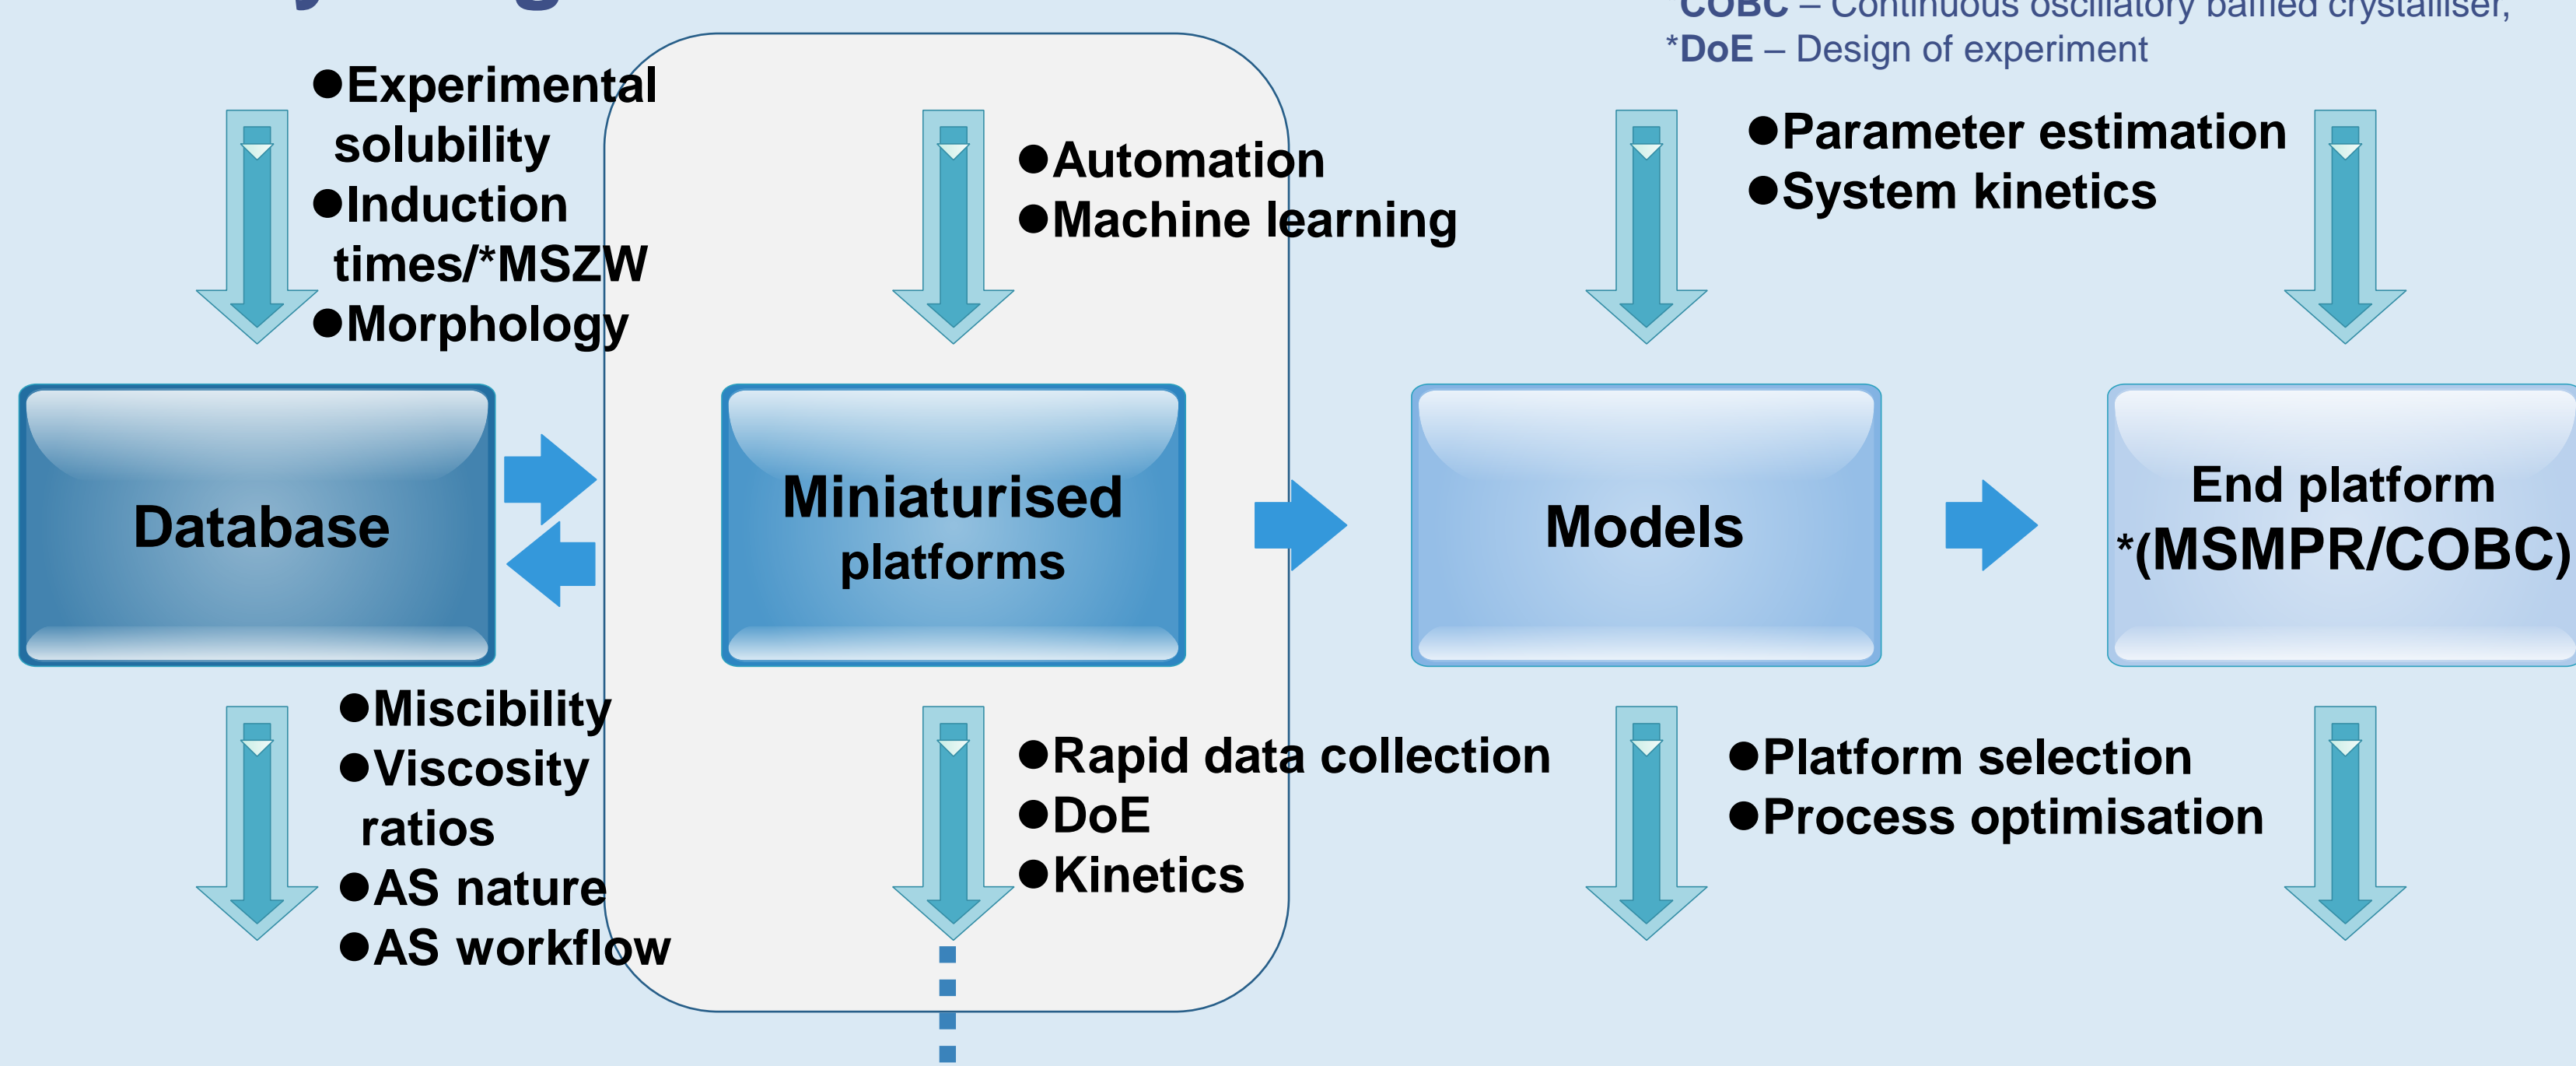 COBC – Continuous oscillatory baffled crystalliser,
*DoE – Design of experiment
●Experimental
solubility
●Induction
times/*MSZW
●Morphology
●Automation
●Machine learning
●Parameter estimation
●System kinetics
Database
Miniaturised
platforms
Models
End platform
*(MSMPR/COBC)
●Miscibility
●Viscosity
ratios
●AS nature
●AS workflow
●Rapid data collection
●DoE
●Kinetics
●Platform selection
●Process optimisation